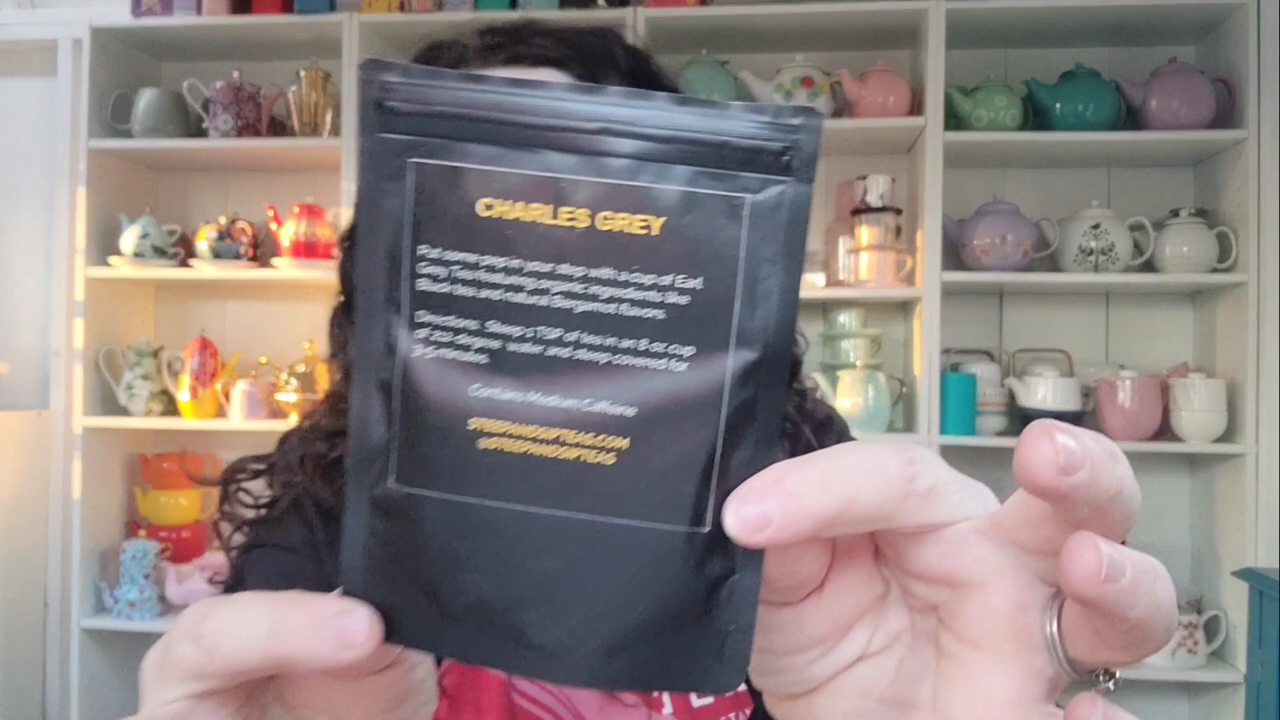 CHARLES GREY
Put some pep in your step with a cup of Earl
Grey Tea featuring organic ingredients like
Black tea and natural Bergamot flavors.
Directions: Steep 1 TSP of tea in an 8 oz. cup
of 212 degrees water and steep covered for
3-5 minutes.
Contains Medium Caffeine
STEEPANDSIPTEAS.COM
@STEEPANDSIPTEAS